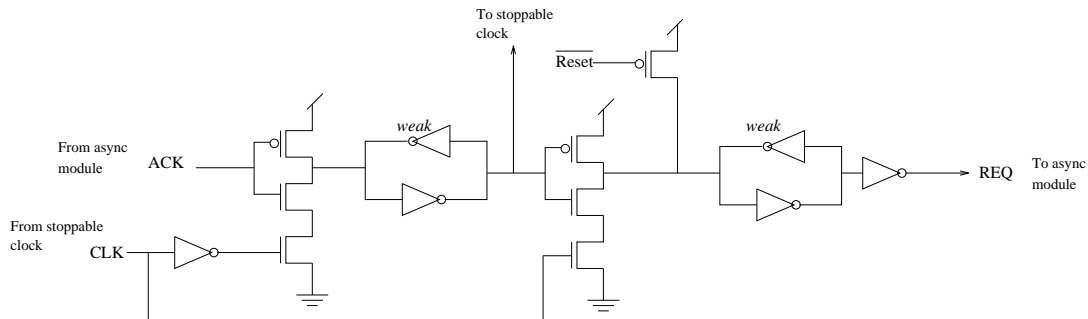 To stoppable
clock
Reset
weak
weak
From async
module
ACK
REQ
To async
module
From stoppable
clock
CLK